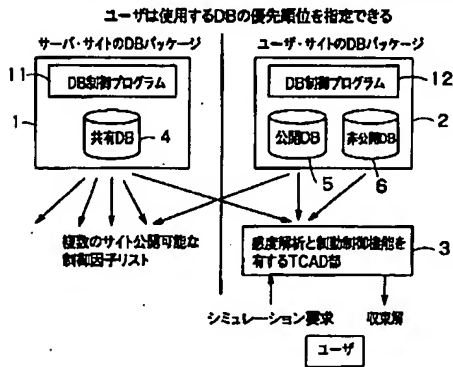 ユーザは使用するDBの優先順位を指定できる
サーバ・サイトのDBパッケージ
ユーザ・サイトのDBパッケージ
11
DB制御プログラム
12
DB制御プログラム
1
共有DB
4
公開DB
非公開DB
2
5
6
複数のサイト公開可能な
制御因子リスト
感度解析と制動制御機能を
有するTCAD部
3
シミュレーション要求
収束解
ユーザ